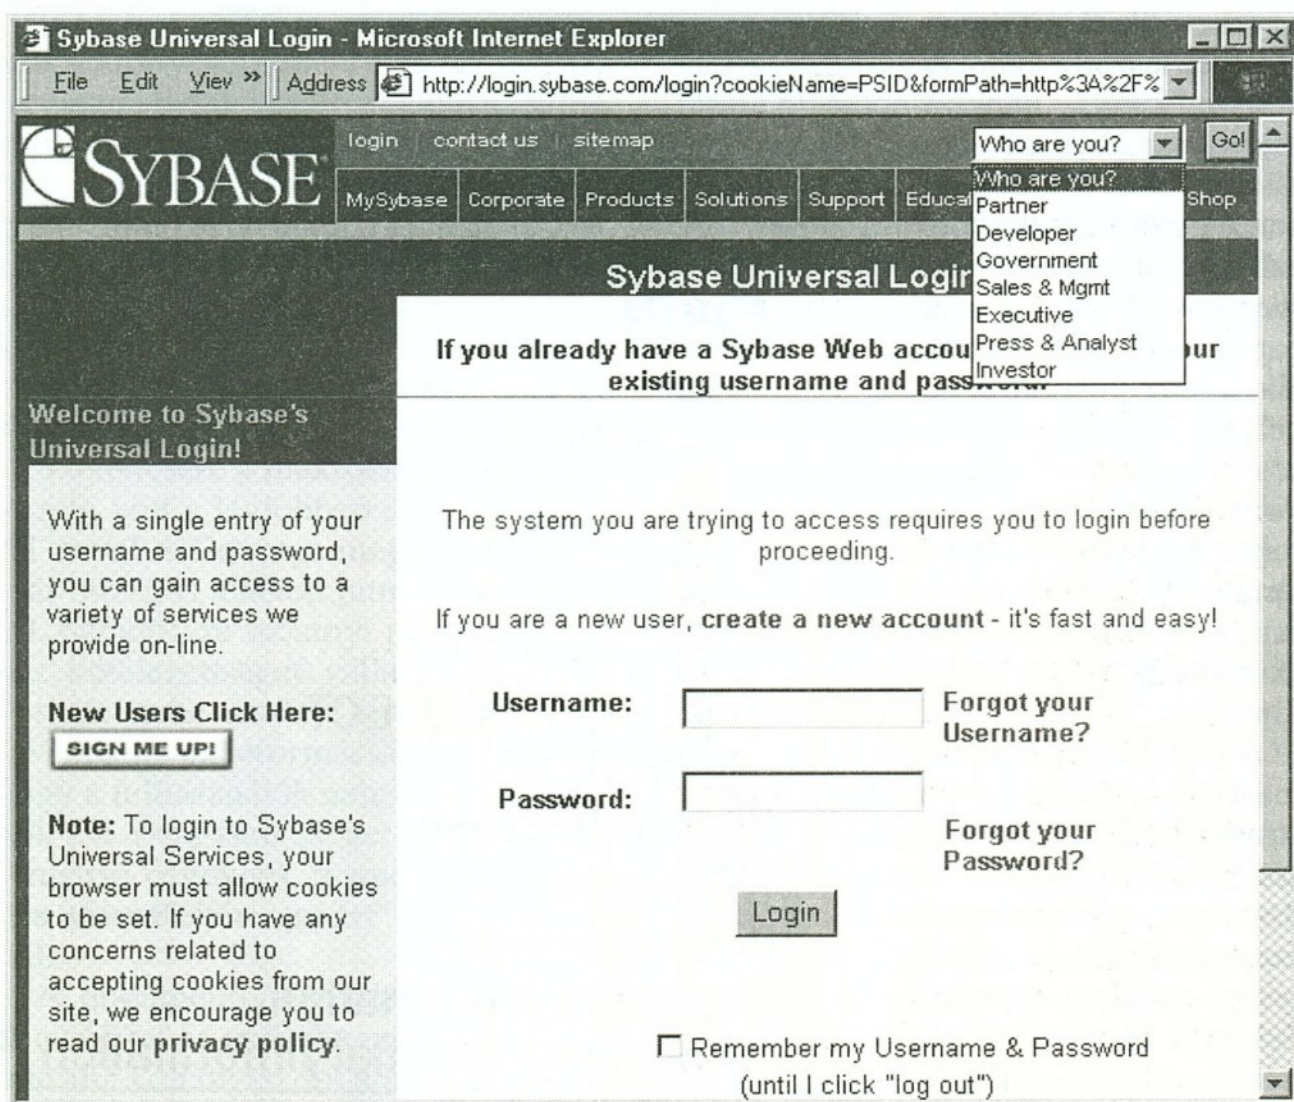 Sybase Universal Login - Microsoft Internet Explorer
File Edit View » Address http://login.sybase.com/login?cookieName=PSID&formPath=http%3A%2F%
SYBASE
login contact us sitemap
Who are you? Go!
MySybase Corporate Products Solutions Support Educat Shop
Who are you?
Partner
Developer
Government
Sales & Mgmt
Executive
Press & Analyst
Investor
Sybase Universal Login
If you already have a Sybase Web accou ur
existing username and password.
Welcome to Sybase's
Universal Login!
With a single entry of your
username and password,
you can gain access to a
variety of services we
provide on-line.
New Users Click Here:
SIGN ME UP!
Note: To login to Sybase's
Universal Services, your
browser must allow cookies
to be set. If you have any
concerns related to
accepting cookies from our
site, we encourage you to
read our privacy policy.
The system you are trying to access requires you to login before
proceeding.
If you are a new user, create a new account - it's fast and easy!
Username:
Forgot your
Username?
Password:
Forgot your
Password?
Login
Remember my Username & Password
(until I click "log out")